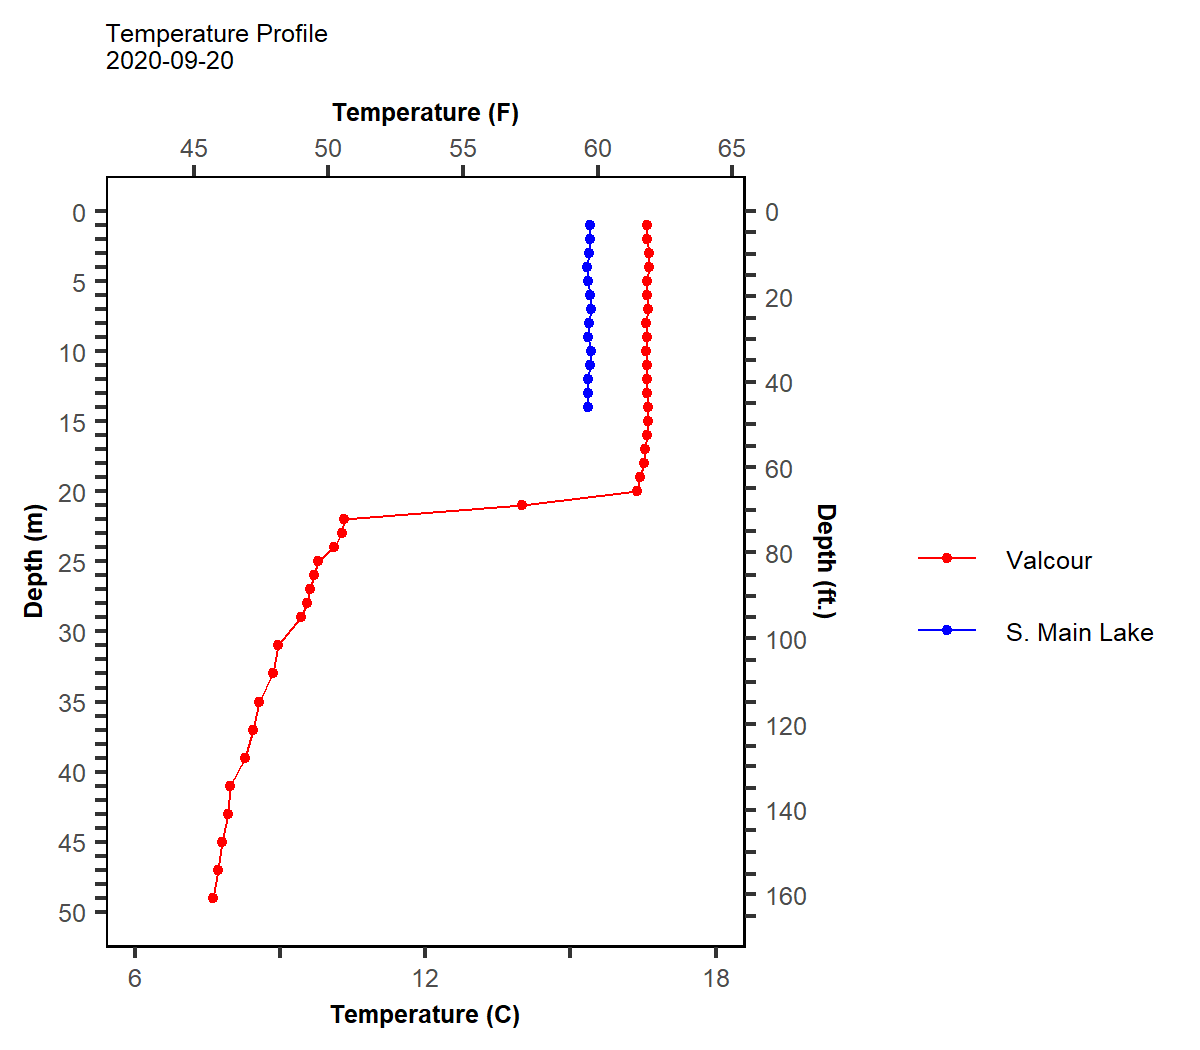 Temperature Profile
2020-09-20
Temperature (F)
45 50 55 60 65
0 0
5
20
10
40
15
60
20
80
25
30
100
35
120
40
140
45
160
50
Depth (m)
Depth (ft.)
Valcour
S. Main Lake
6 12 18
Temperature (C)